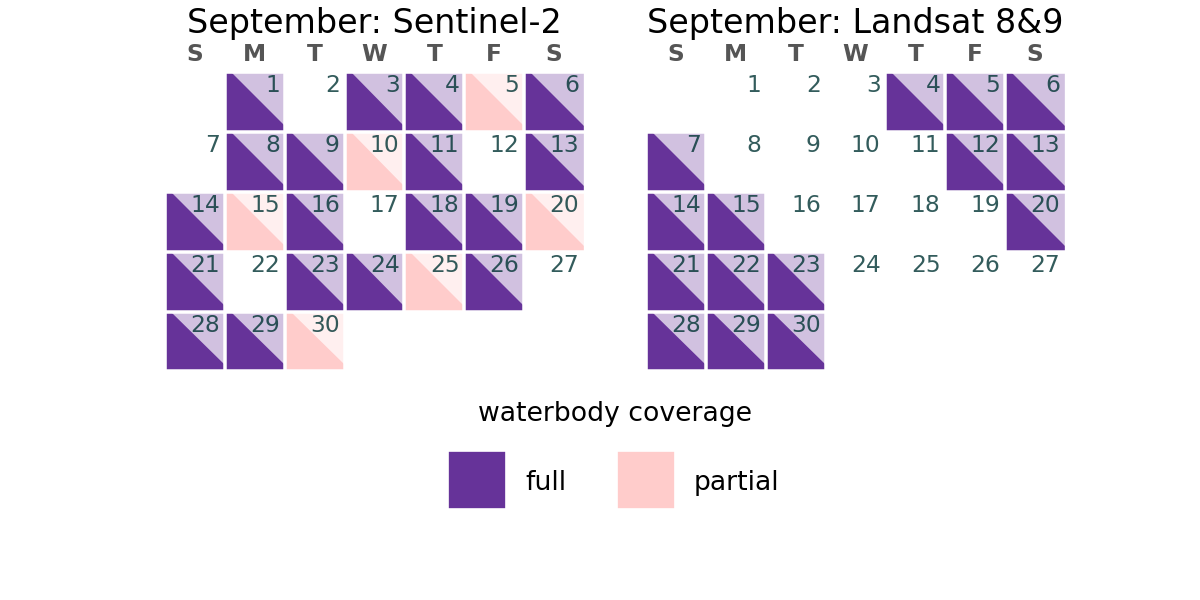 September: Sentinel-2
S M T W T F S
1 2 3 4 5 6
7 8 9 10 11 12 13
14 15 16 17 18 19 20
21 22 23 24 25 26 27
28 29 30
September: Landsat 8&9
S M T W T F S
1 2 3 4 5 6
7 8 9 10 11 12 13
14 15 16 17 18 19 20
21 22 23 24 25 26 27
28 29 30
waterbody coverage
full partial